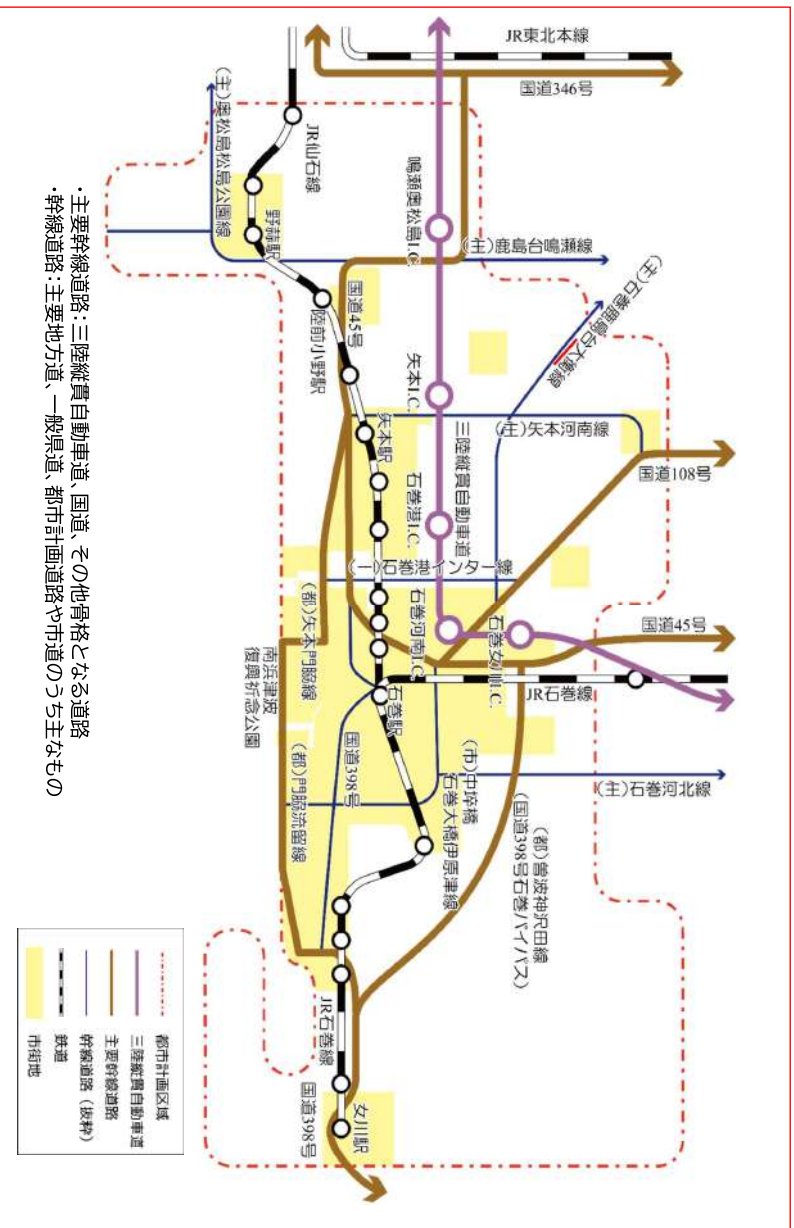 JR東北本線
国道346号
(主)奥松島松島公園線
JR仙石線
野蒜駅
鳴瀬奥松島I.C.
(主)鹿島台鳴瀬線
国道45号
陸前小野駅
(主)石巻鹿島台大衡線
矢本I.C.
矢本駅
三陸縦貫自動車道
(主)矢本河南線
国道108号
石巻港I.C.
(一)石巻港インター線
石巻河南I.C.
石巻女川I.C.
国道45号
(都)矢本門脇線
南浜津波
復興祈念公園
石巻駅
JR石巻線
国道398号
(都)門脇流留線
(市)中埣橋
石巻大橋伊原津線
(主)石巻河北線
(都)曽波神沢田線
(国道398号石巻バイパス)
JR石巻線
国道398号
女川駅
・主要幹線道路：三陸縦貫自動車道、国道、その他骨格となる道路
・幹線道路：主要地方道、一般県道、都市計画道路や市道のうち主なもの
都市計画区域
三陸縦貫自動車道
主要幹線道路
幹線道路（抜粋）
鉄道
市街地